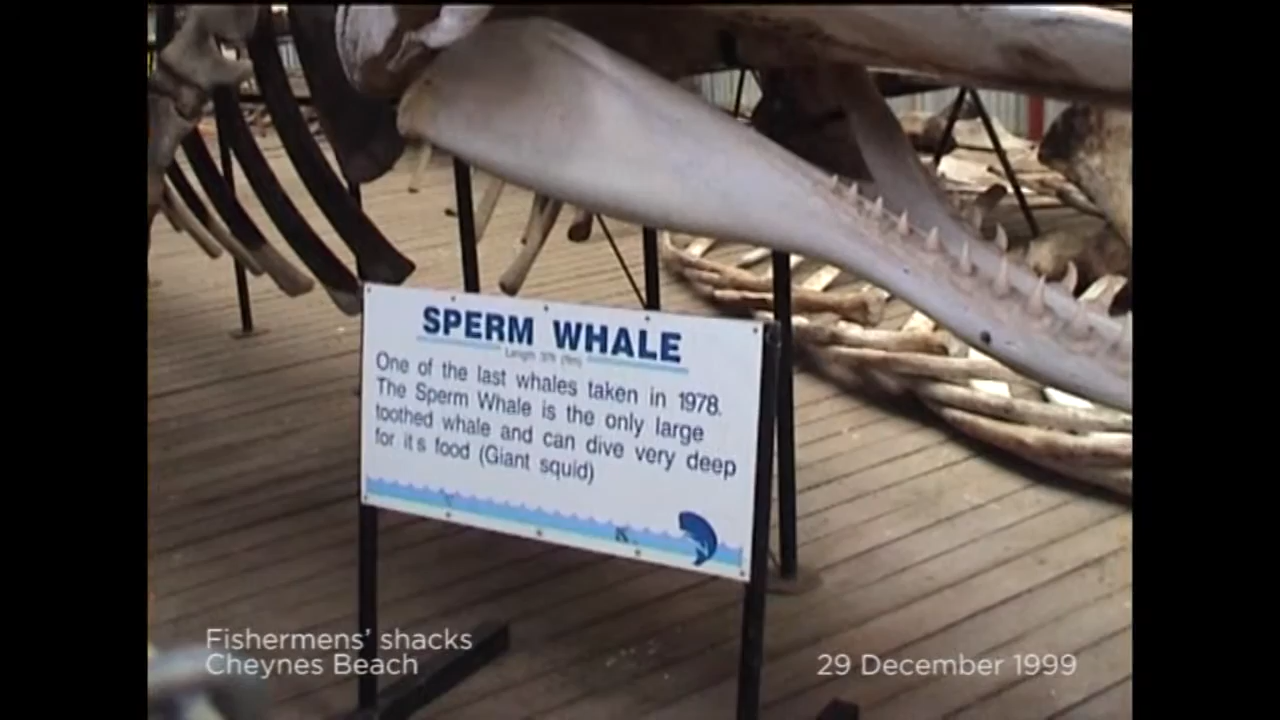 SPERM WHALE
One of the last whales taken in 1978.
The Sperm Whale is the only large
toothed whale and can dive very deep
for it s food (Giant squid)
Fishermens’ shacks
Cheynes Beach
29 December 1999